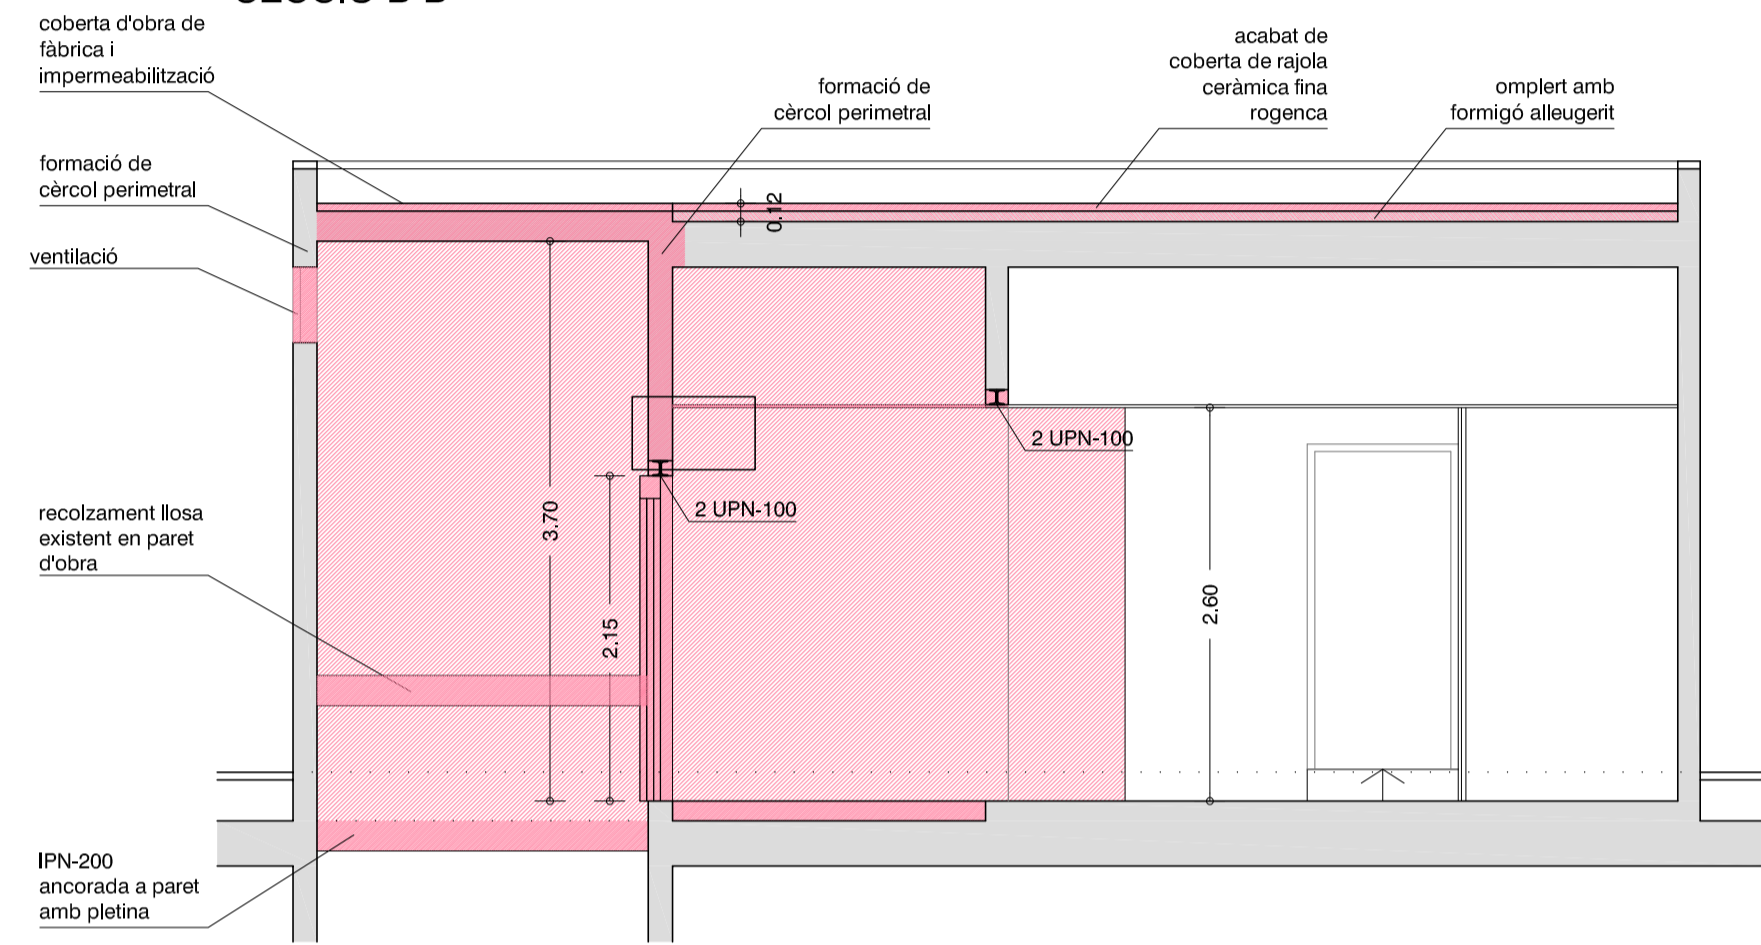 coberta d'obra de
fàbrica i
impermeabilització
formació de
cèrcol perimetral
acabat de
coberta de rajola
ceràmica fina
rogenca
omplert amb
formigó alleugerit
formació de
cèrcol perimetral
ventilació
0.12
2 UPN-100
2 UPN-100
3.70
2.15
2.60
recolzament llosa
existent en paret
d'obra
IPN-200
ancorada a paret
amb pletina